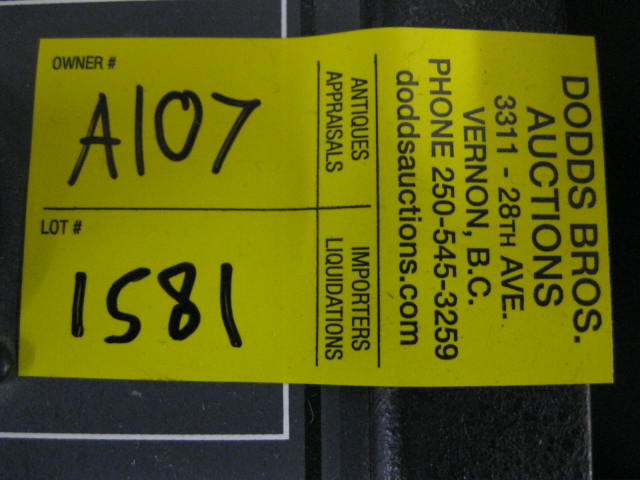 DODDS BROS.
AUCTIONS
3311 - 28TH AVE.
VERNON, B.C.
PHONE 250-545-3259
doddsauctions.com
ANTIQUES IMPORTERS
APPRAISALS LIQUIDATIONS
OWNER #
A107
LOT #
1581